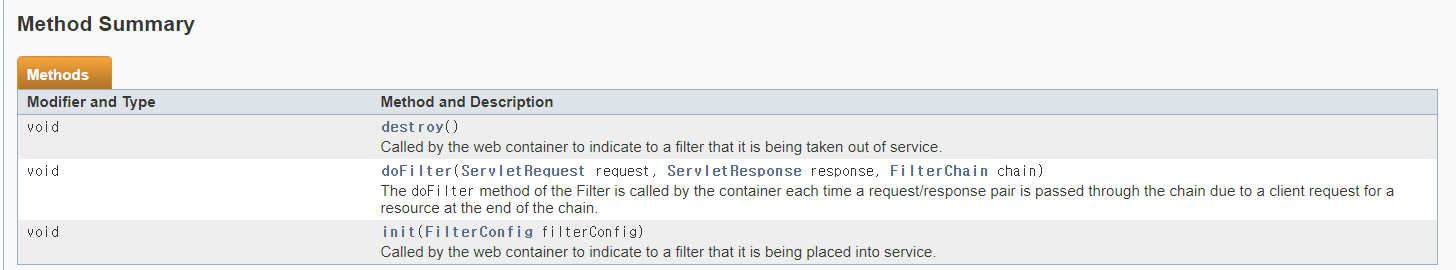 Method Summary
Methods
Modifier and Type Method and Description
void destroy()
Called by the web container to indicate to a filter that it is being taken out of service.
void doFilter(ServletRequest request, ServletResponse response, FilterChain chain)
The doFilter method of the Filter is called by the container each time a request/response pair is passed through the chain due to a client request for a
resource at the end of the chain.
void init(FilterConfig filterConfig)
Called by the web container to indicate to a filter that it is being placed into service.